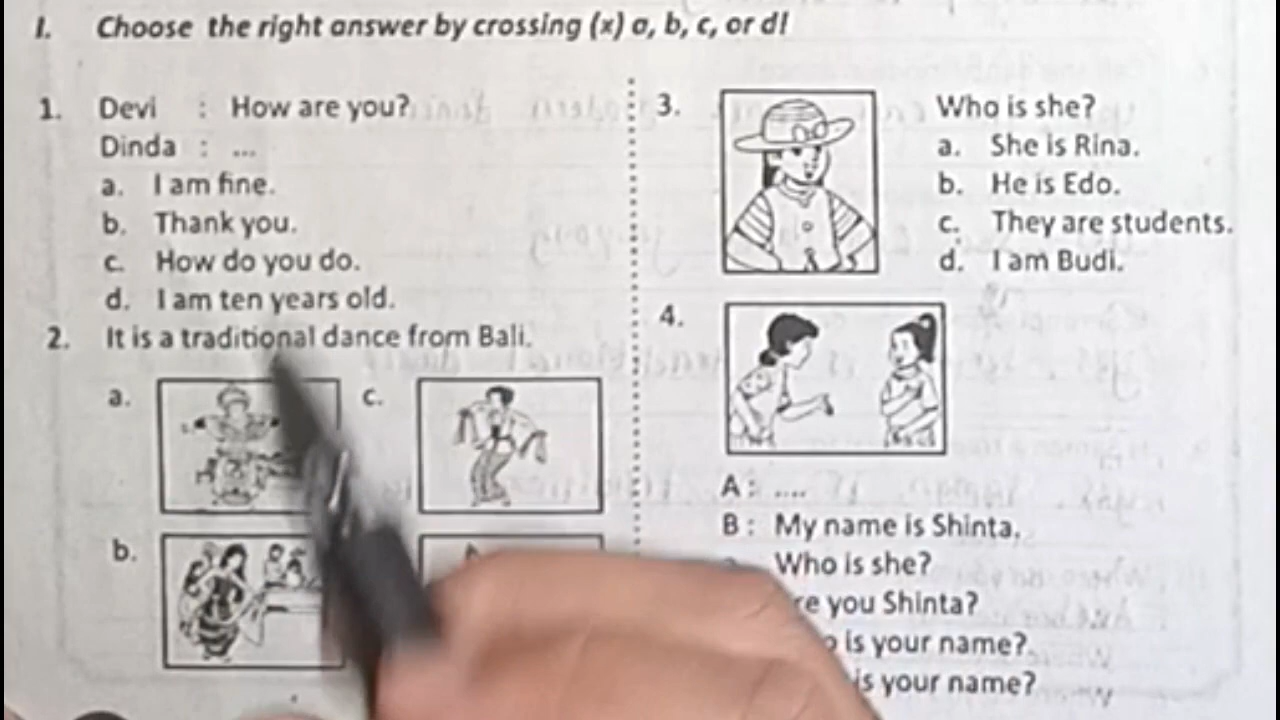 I. Choose the right answer by crossing (x) a, b, c, or d!
1. Devi : How are you?
Dinda : ...
a. I am fine.
b. Thank you.
c. How do you do.
d. I am ten years old.
2. It is a traditional dance from Bali.
a.
c.
b.
3. Who is she?
a. She is Rina.
b. He is Edo.
c. They are students.
d. I am Budi.
4.
A : ....
B : My name is Shinta.
Who is she?
you Shinta?
is your name?
is your name?